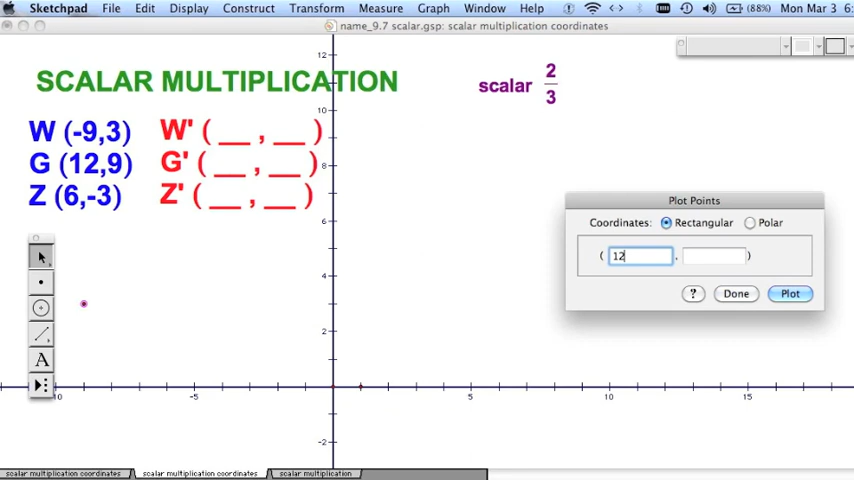 Sketchpad File Edit Display Construct Transform Measure Graph Window Help (88%) Mon Mar 3 6:
name_9.7 scalar.gsp: scalar multiplication coordinates
SCALAR MULTIPLICATION
scalar 2
3
W (-9,3) W' ( __ , __ )
G (12,9) G' ( __ , __ )
Z (6,-3) Z' ( __ , __ )
12
10
8
6
4
2
-2
10 -5 5 10 15
Plot Points
Coordinates: Rectangular Polar
( 12 , )
? Done Plot
A
scalar multiplication coordinates scalar multiplication coordinates scalar multiplication